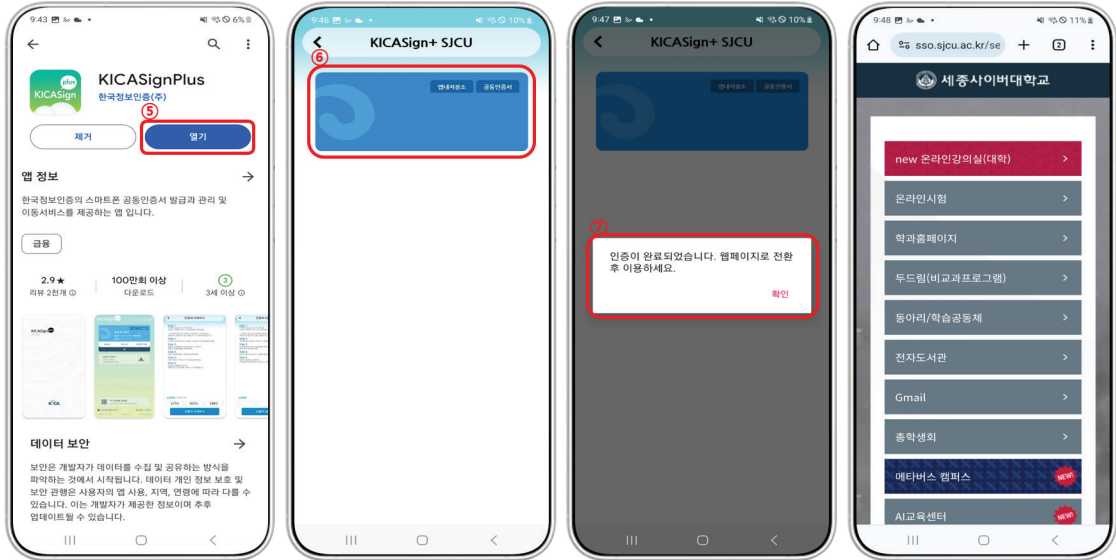 9:43
6%
plus
KICASign
KICASignPlus
한국정보인증(주)
⑤
제거
열기
앱 정보
한국정보인증의 스마트폰 공동인증서 발급과 관리 및
이동서비스를 제공하는 앱 입니다.
금융
2.9★
리뷰 2천개
100만회 이상
다운로드
3
3세 이상
데이터 보안
보안은 개발자가 데이터를 수집 및 공유하는 방식을
파악하는 것에서 시작됩니다. 데이터 개인 정보 보호 및
보안 관행은 사용자의 앱 사용, 지역, 연령에 따라 다를 수
있습니다. 이는 개발자가 제공한 정보이며 추후
업데이트될 수 있습니다.
9:46
10%
KICASign+ SJCU
⑥
앱내저장소
공동인증서
9:47
10%
KICASign+ SJCU
앱내저장소
공동인증서
⑦
인증이 완료되었습니다. 웹페이지로 전환
후 이용하세요.
확인
9:48
11%
sso.sjcu.ac.kr/se
2
세종사이버대학교
new 온라인강의실(대학)
온라인시험
학과홈페이지
두드림(비교과프로그램)
동아리/학습공동체
전자도서관
Gmail
총학생회
메타버스 캠퍼스
NEW!
AI교육센터
NEW!